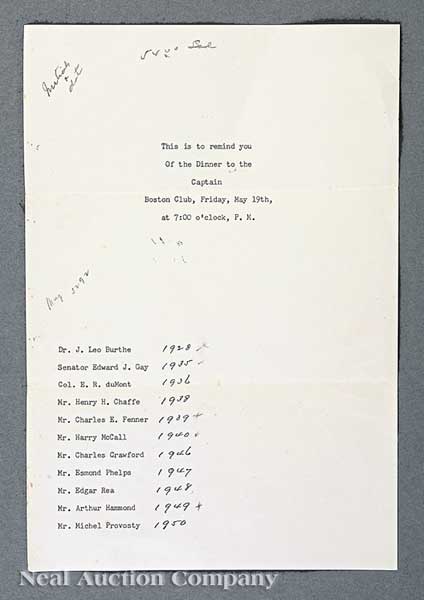 This is to remind you
Of the Dinner to the
Captain
Boston Club, Friday, May 19th,
at 7:00 o'clock, P. M.
Dr. J. Leo Burthe 1928
Senator Edward J. Gay 1935
Col. E. R. duMont 1936
Mr. Henry H. Chaffe 1938
Mr. Charles E. Fenner 1939
Mr. Harry McCall 1940
Mr. Charles Crawford 1946
Mr. Esmond Phelps 1947
Mr. Edgar Rea 1948
Mr. Arthur Hammond 1949
Mr. Michel Provosty 1950
Neal Auction Company